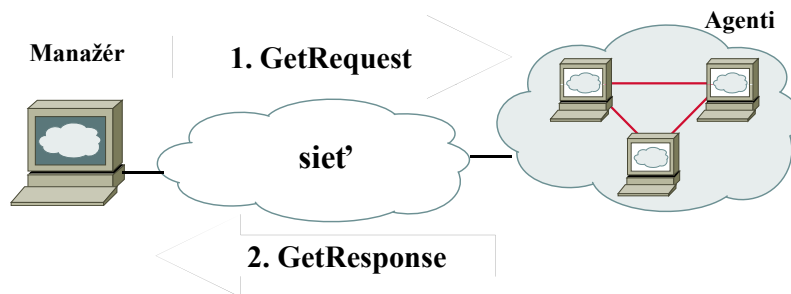 Manažér
1. GetRequest
Agenti
sieť
2. GetResponse